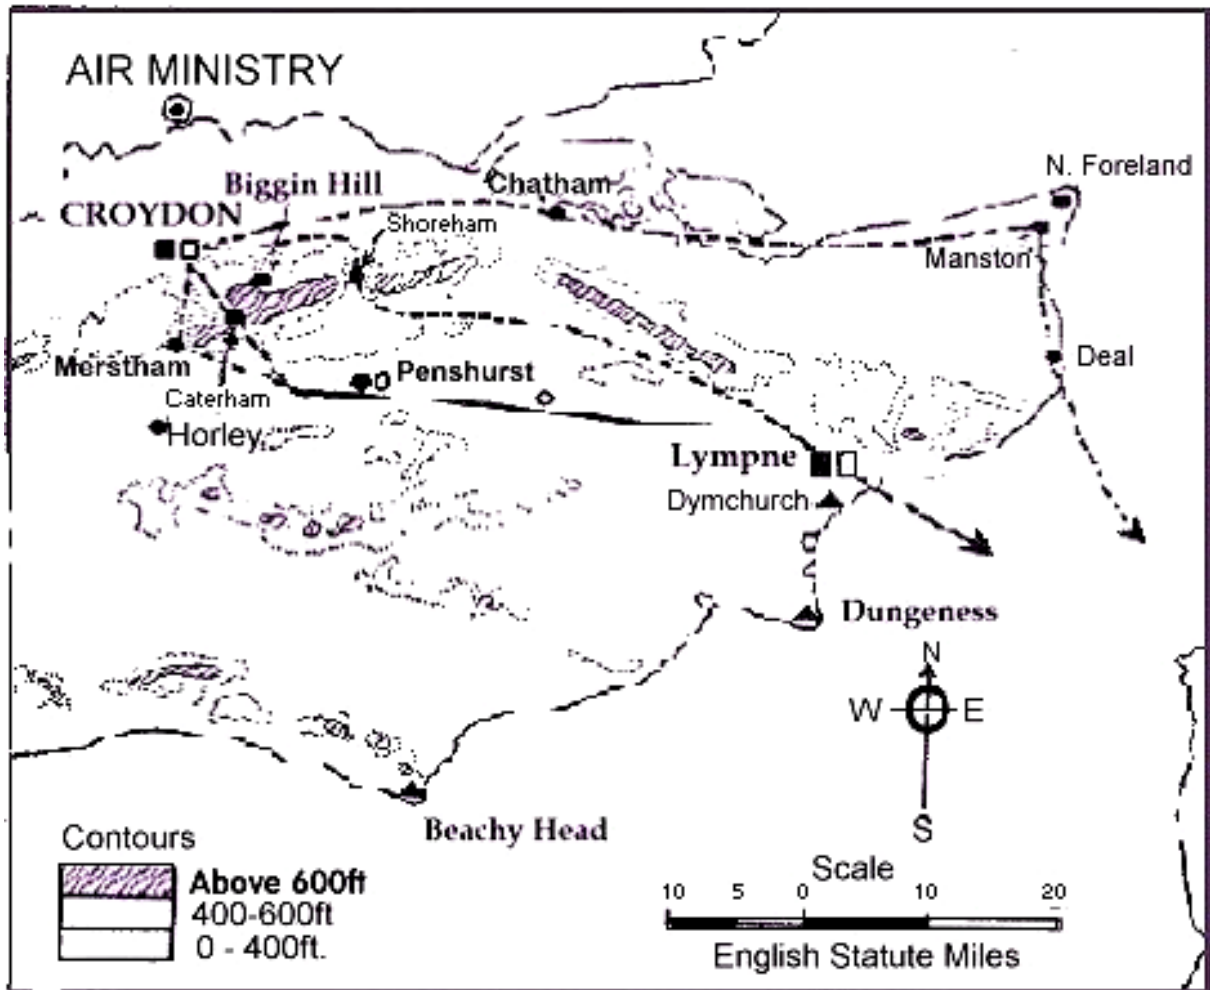 AIR MINISTRY
Biggin Hill
Chatham
N. Foreland
CROYDON
Shoreham
Manston
Merstham
Penshurst
Deal
Caterham
Horley
Lympne
Dymchurch
Dungeness
N
W E
S
Beachy Head
Contours
Above 600ft
400-600ft
0 - 400ft.
Scale
10 5 0 10 20
English Statute Miles